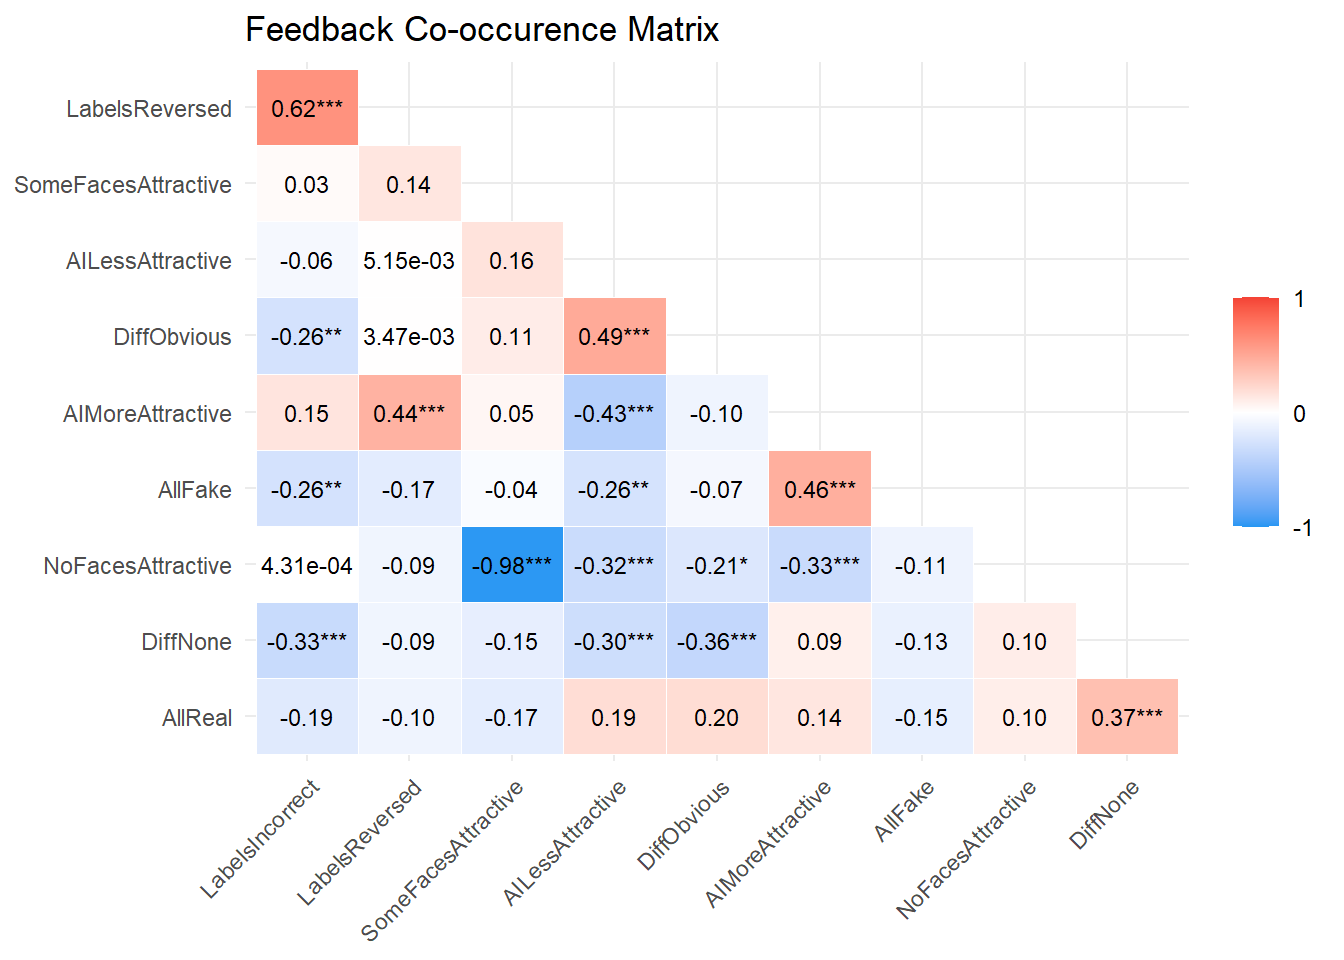 Feedback Co-occurence Matrix
LabelsReversed 0.62***
SomeFacesAttractive 0.03 0.14
AILessAttractive -0.06 5.15e-03 0.16
DiffObvious -0.26** 3.47e-03 0.11 0.49***
AIMoreAttractive 0.15 0.44*** 0.05 -0.43*** -0.10
AllFake -0.26** -0.17 -0.04 -0.26** -0.07 0.46***
NoFacesAttractive 4.31e-04 -0.09 -0.98*** -0.32*** -0.21* -0.33*** -0.11
DiffNone -0.33*** -0.09 -0.15 -0.30*** -0.36*** 0.09 -0.13 0.10
AllReal -0.19 -0.10 -0.17 0.19 0.20 0.14 -0.15 0.10 0.37***
LabelsIncorrect LabelsReversed SomeFacesAttractive AILessAttractive DiffObvious AIMoreAttractive AllFake NoFacesAttractive DiffNone
1
0
-1